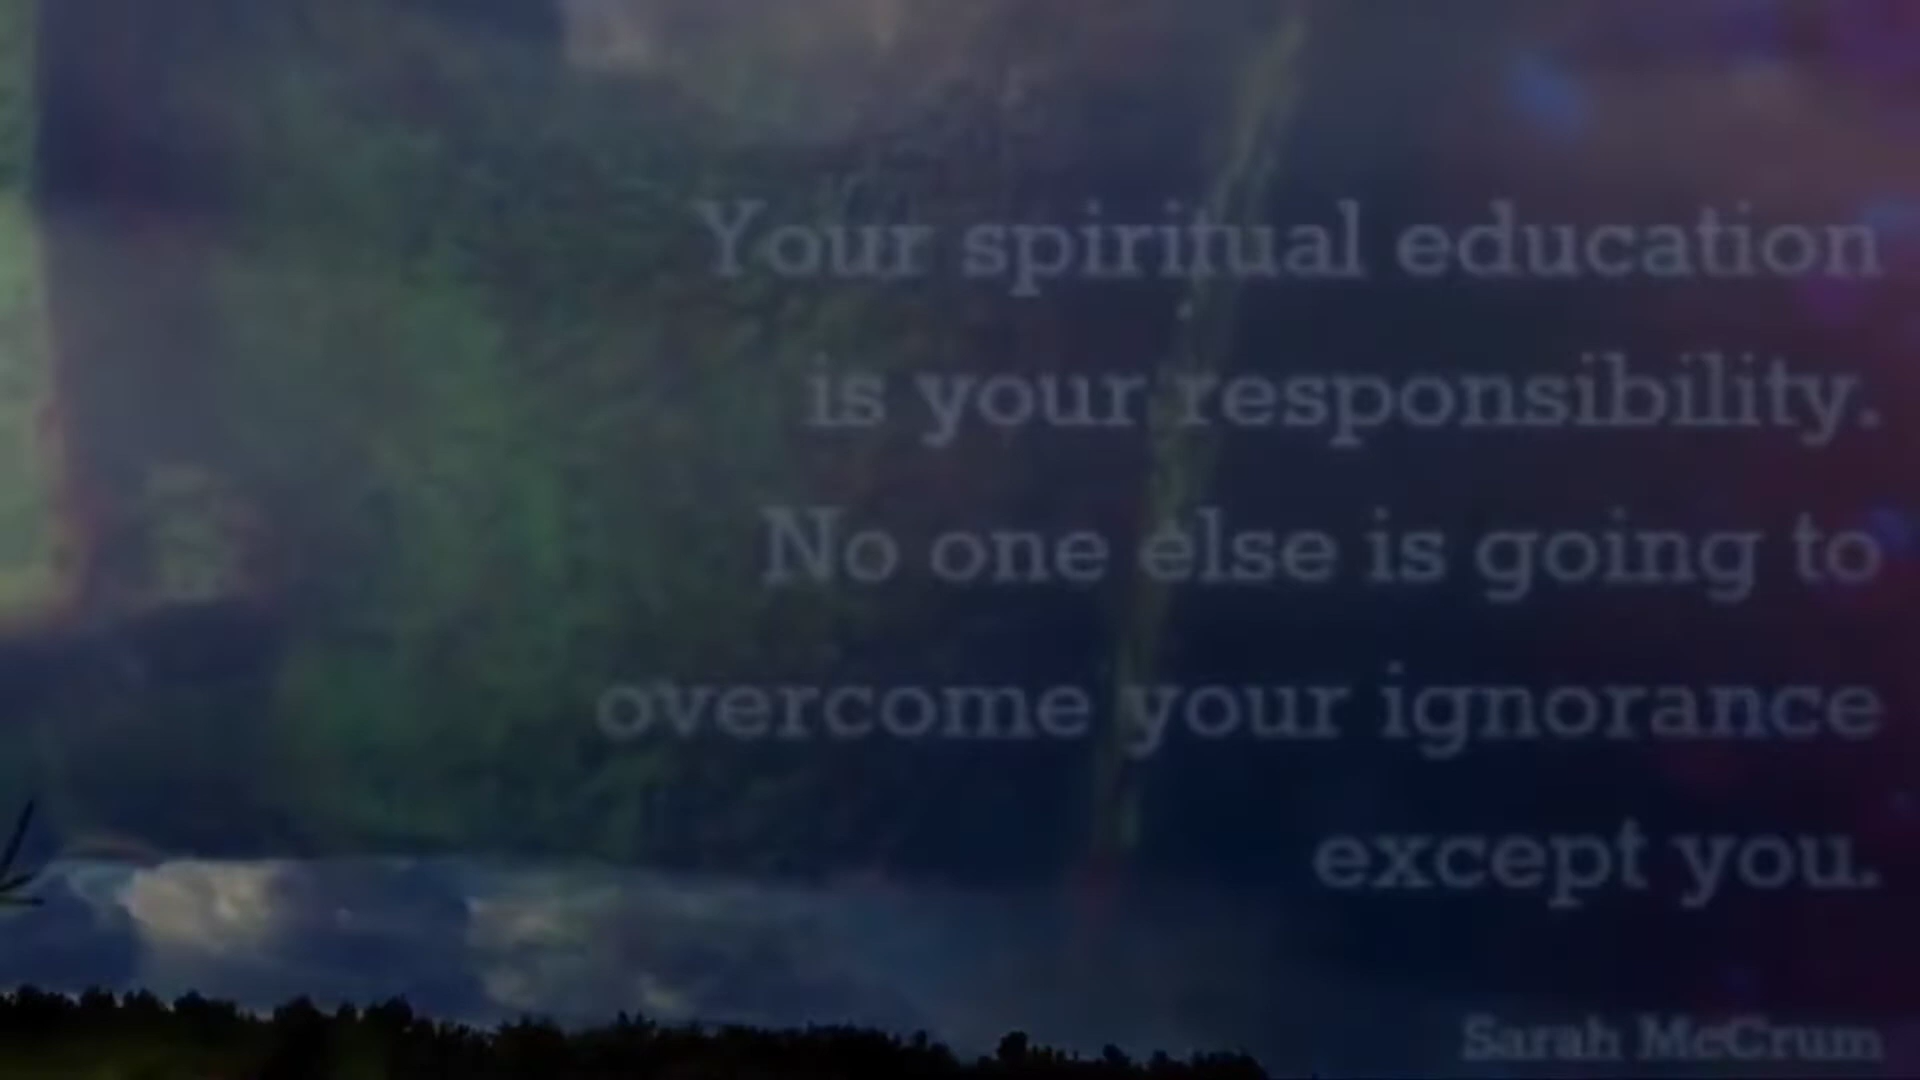 Your spiritual education
is your responsibility.
No one else is going to
overcome your ignorance
except you.
Sarah McCrum